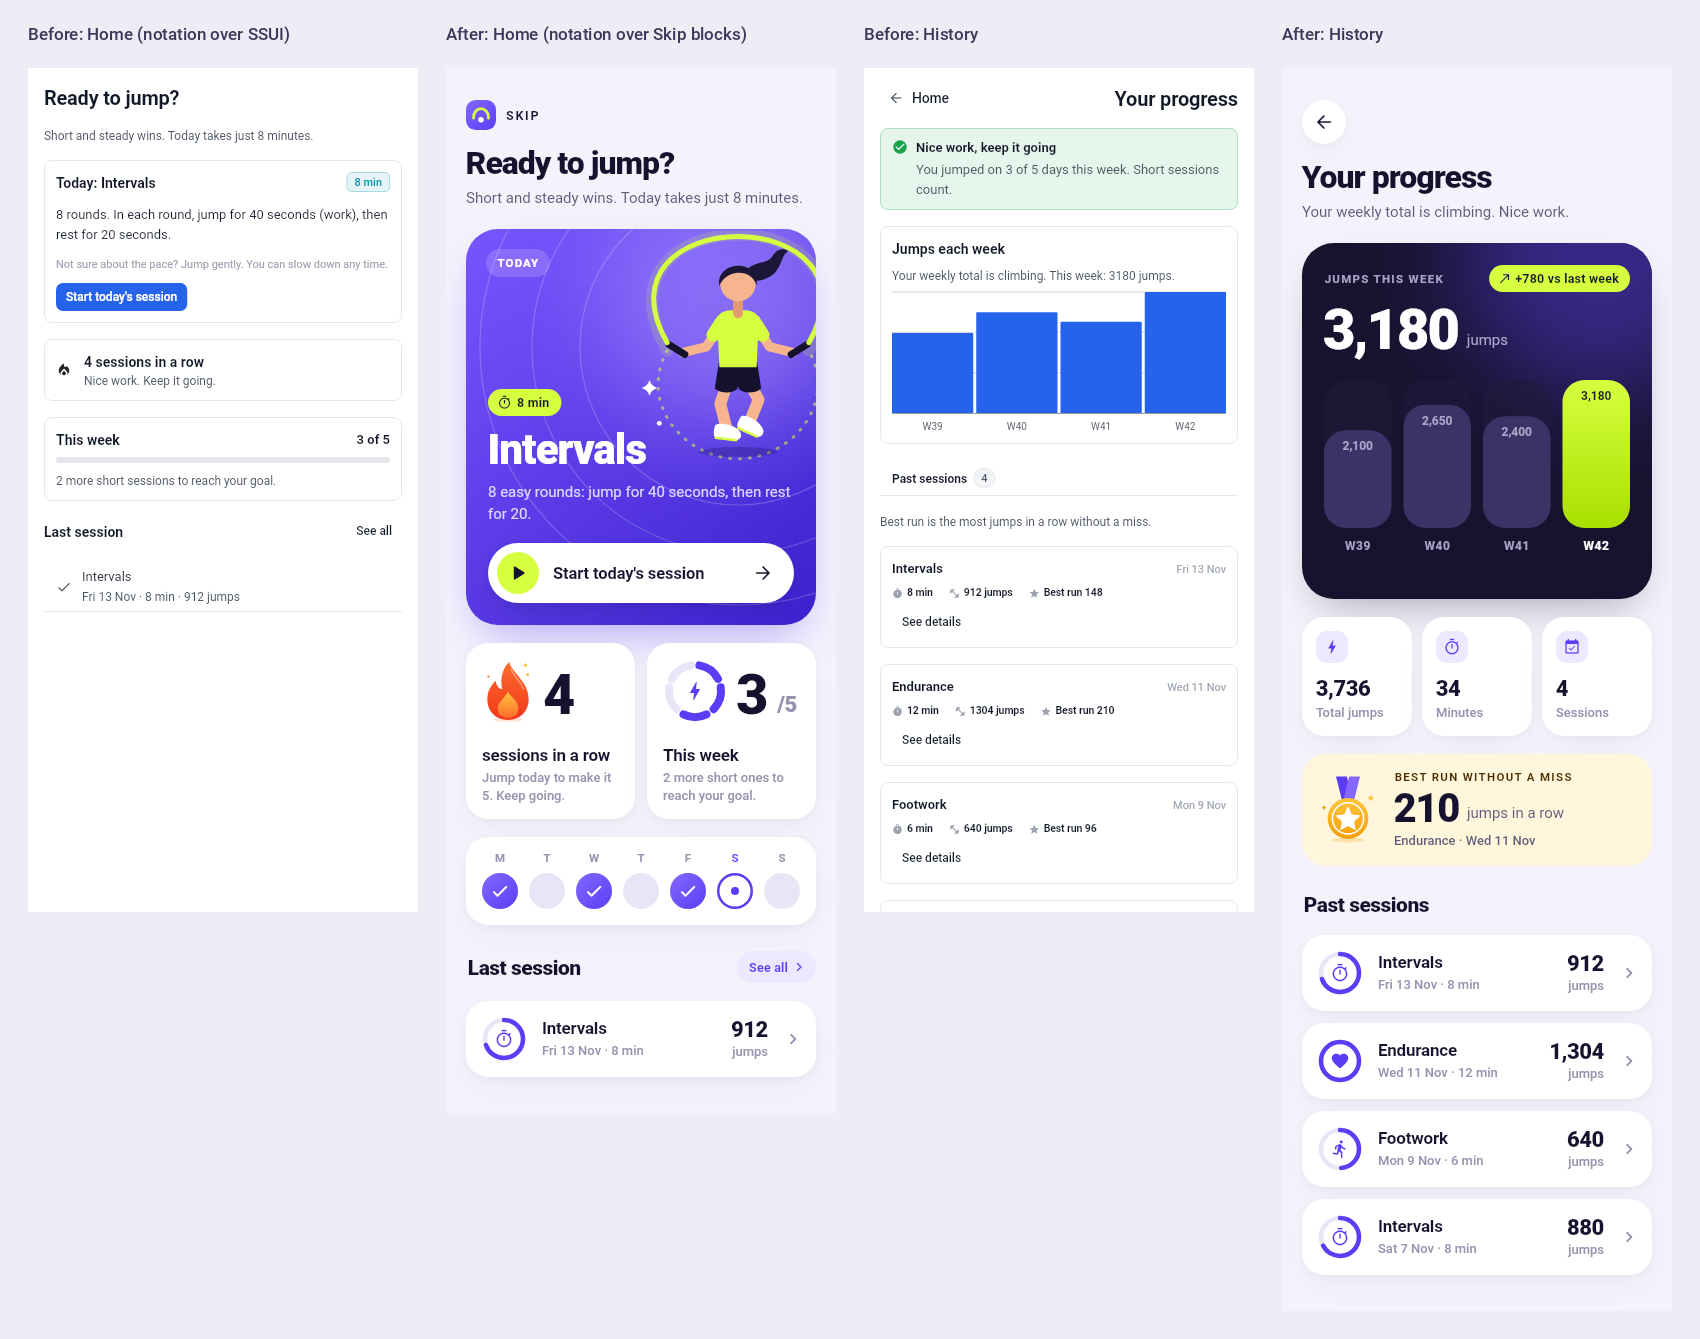 Before: Home (notation over SSUI)
Ready to jump?
Short and steady wins. Today takes just 8 minutes.
Today: Intervals
8 min
8 rounds. In each round, jump for 40 seconds (work), then
rest for 20 seconds.
Not sure about the pace? Jump gently. You can slow down any time.
Start today's session
4 sessions in a row
Nice work. Keep it going.
This week
3 of 5
2 more short sessions to reach your goal.
Last session
See all
Intervals
Fri 13 Nov · 8 min · 912 jumps
After: Home (notation over Skip blocks)
SKIP
Ready to jump?
Short and steady wins. Today takes just 8 minutes.
TODAY
8 min
Intervals
8 easy rounds: jump for 40 seconds, then rest
for 20.
Start today's session
4
sessions in a row
Jump today to make it
5. Keep going.
3 /5
This week
2 more short ones to
reach your goal.
M T W T F S S
Last session
See all
Intervals
Fri 13 Nov · 8 min
912
jumps
Before: History
Home
Your progress
Nice work, keep it going
You jumped on 3 of 5 days this week. Short sessions
count.
Jumps each week
Your weekly total is climbing. This week: 3180 jumps.
W39 W40 W41 W42
Past sessions 4
Best run is the most jumps in a row without a miss.
Intervals
Fri 13 Nov
8 min 912 jumps Best run 148
See details
Endurance
Wed 11 Nov
12 min 1304 jumps Best run 210
See details
Footwork
Mon 9 Nov
6 min 640 jumps Best run 96
See details
After: History
Your progress
Your weekly total is climbing. Nice work.
JUMPS THIS WEEK
+780 vs last week
3,180 jumps
2,100 2,650 2,400 3,180
W39 W40 W41 W42
3,736
Total jumps
34
Minutes
4
Sessions
BEST RUN WITHOUT A MISS
210 jumps in a row
Endurance · Wed 11 Nov
Past sessions
Intervals
Fri 13 Nov · 8 min
912
jumps
Endurance
Wed 11 Nov · 12 min
1,304
jumps
Footwork
Mon 9 Nov · 6 min
640
jumps
Intervals
Sat 7 Nov · 8 min
880
jumps